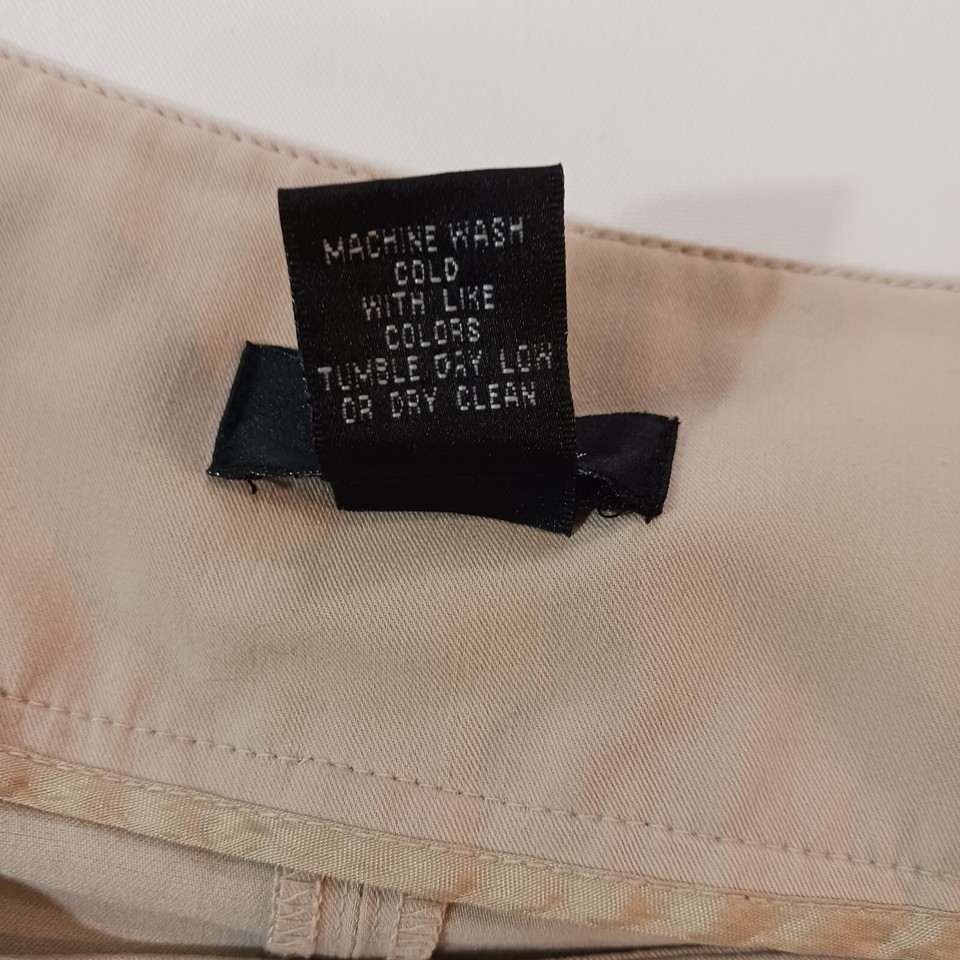 MACHINE WASH
COLD
WITH LIKE
COLORS
TUMBLE DRY LOW
OR DRY CLEAN